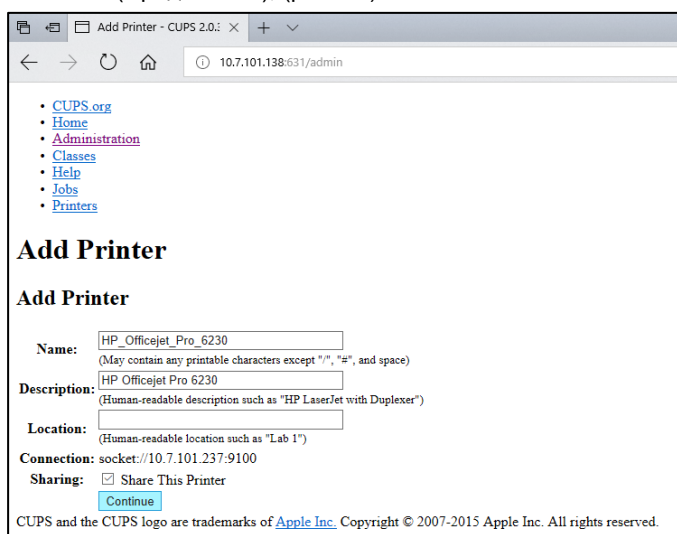 Add Printer - CUPS 2.0.
10.7.101.138:631/admin
CUPS.org
Home
Administration
Classes
Help
Jobs
Printers
Add Printer
Add Printer
Name: HP_Officejet_Pro_6230
(May contain any printable characters except "/", "#", and space)
Description: HP Officejet Pro 6230
(Human-readable description such as "HP LaserJet with Duplexer")
Location:
(Human-readable location such as "Lab 1")
Connection: socket://10.7.101.237:9100
Sharing: Share This Printer
Continue
CUPS and the CUPS logo are trademarks of Apple Inc. Copyright © 2007-2015 Apple Inc. All rights reserved.